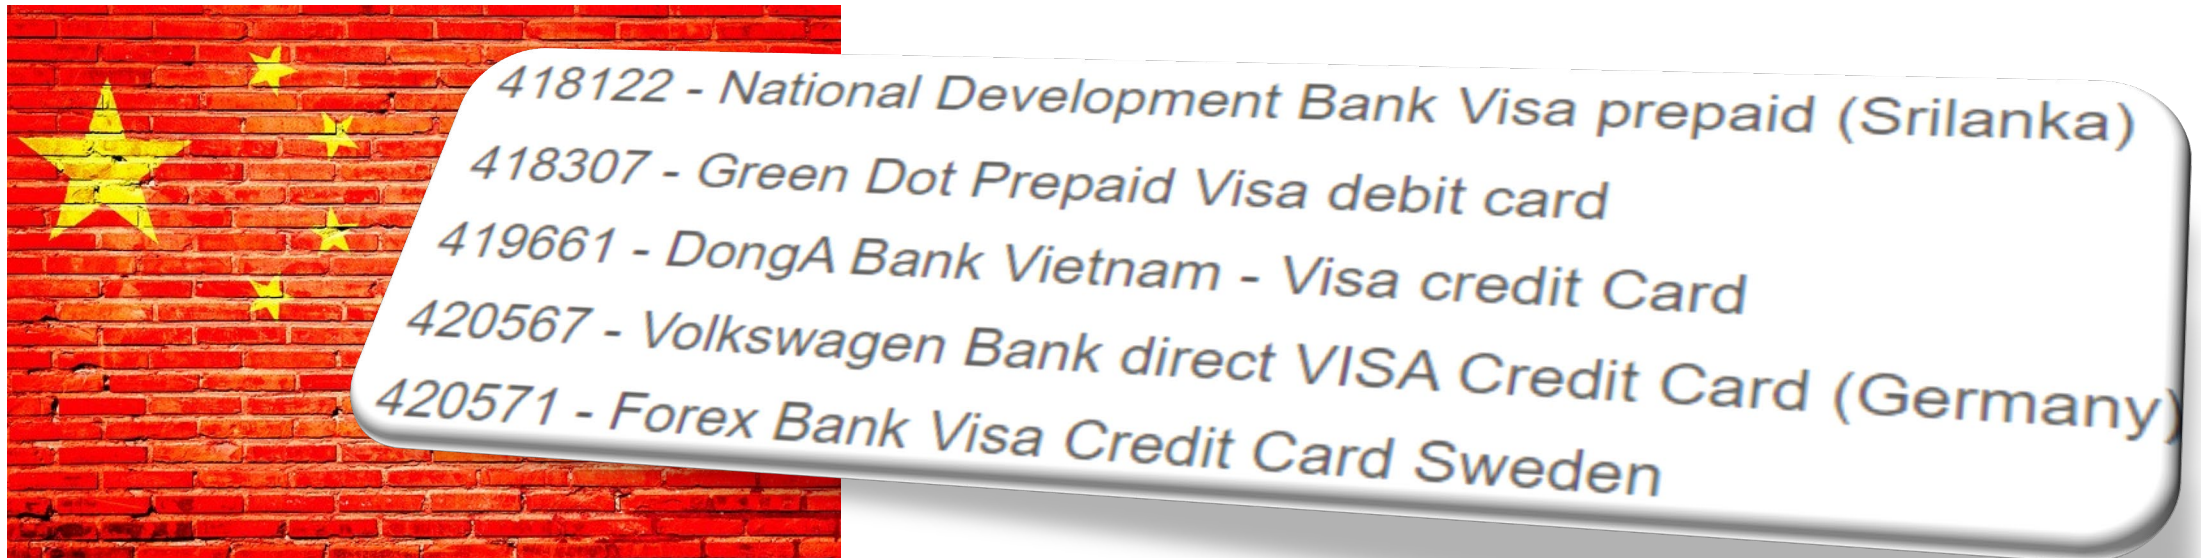 418122 - National Development Bank Visa prepaid (Srilanka)
418307 - Green Dot Prepaid Visa debit card
419661 - DongA Bank Vietnam - Visa credit Card
420567 - Volkswagen Bank direct VISA Credit Card (Germany)
420571 - Forex Bank Visa Credit Card Sweden